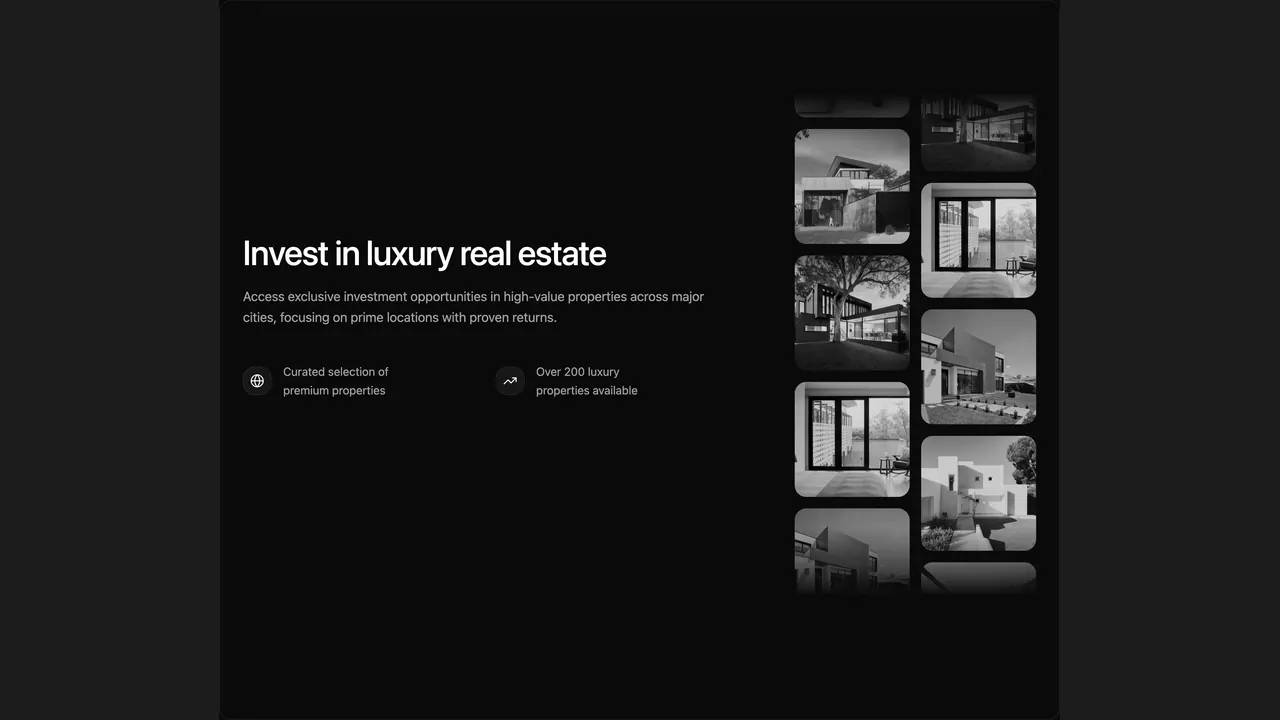 Invest in luxury real estate
Access exclusive investment opportunities in high-value properties across major
cities, focusing on prime locations with proven returns.
Curated selection of
premium properties
Over 200 luxury
properties available